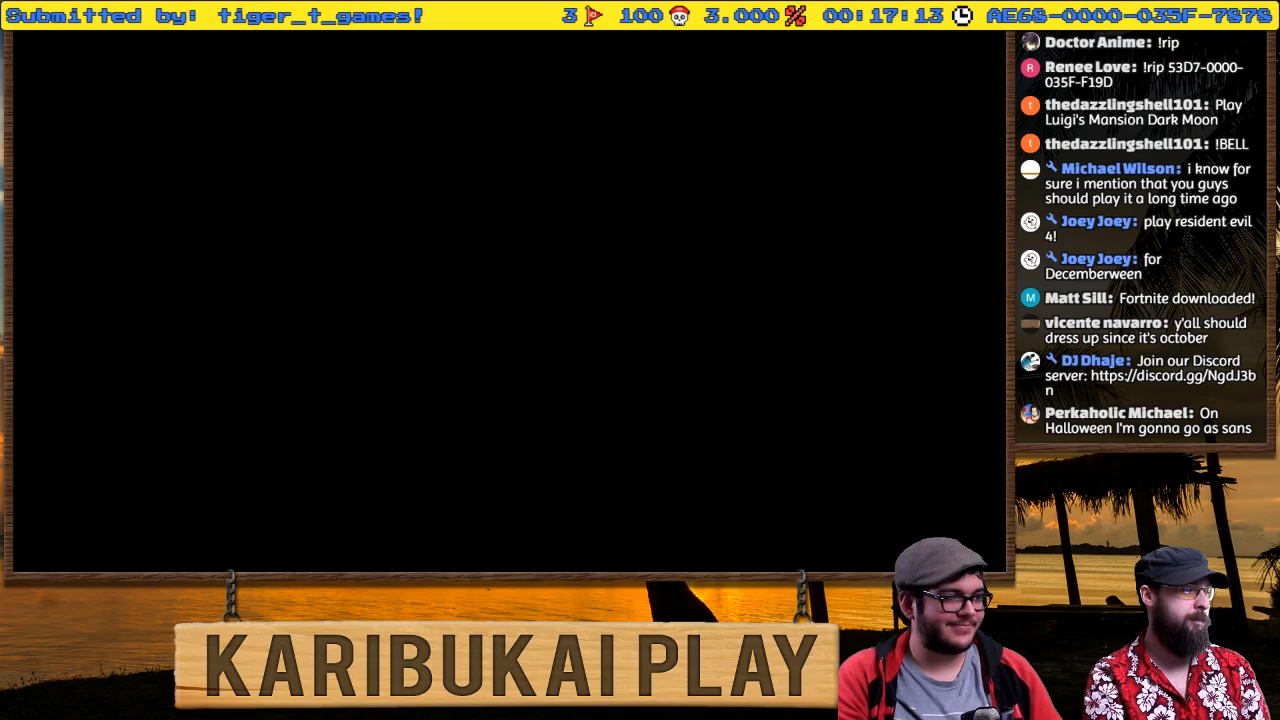 Submitted by: tiger_t_games!
3 100 3.000 00:17:13 AE68-0000-035F-7878
Doctor Anime: !rip
R Renee Love: !rip 53D7-0000-
035F-F19D
t thedazzlingshell101: Play
Luigi's Mansion Dark Moon
t thedazzlingshell101: !BELL
Michael Wilson: i know for
sure i mention that you guys
should play it a long time ago
Joey Joey: play resident evil
4!
Joey Joey: for
Decemberween
M Matt Sill: Fortnite downloaded!
vicente navarro: y'all should
dress up since it's october
DJ Dhaje: Join our Discord
server: https://discord.gg/NgdJ3b
n
Perkaholic Michael: On
Halloween I'm gonna go as sans
KARIBUKAI PLAY